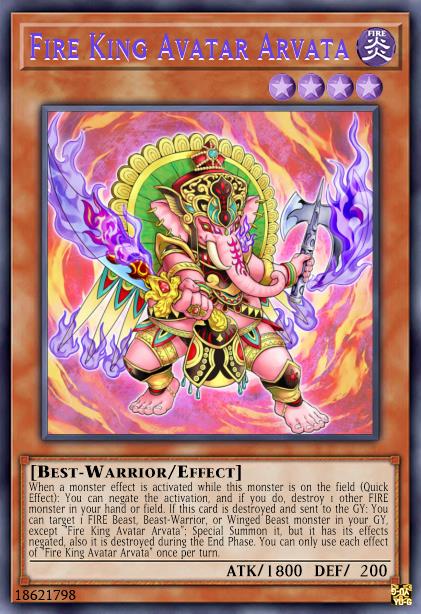 FIRE KING AVATAR ARVATA
FIRE
炎
[BEST-WARRIOR/EFFECT]
When a monster effect is activated while this monster is on the field (Quick
Effect): You can negate the activation, and if you do, destroy 1 other FIRE
monster in your hand or field. If this card is destroyed and sent to the GY: You
can target 1 FIRE Beast, Beast-Warrior, or Winged Beast monster in your GY,
except "Fire King Avatar Arvata"; Special Summon it, but it has its effects
negated, also it is destroyed during the End Phase. You can only use each effect
of "Fire King Avatar Arvata" once per turn.
ATK/1800 DEF/ 200
18621798